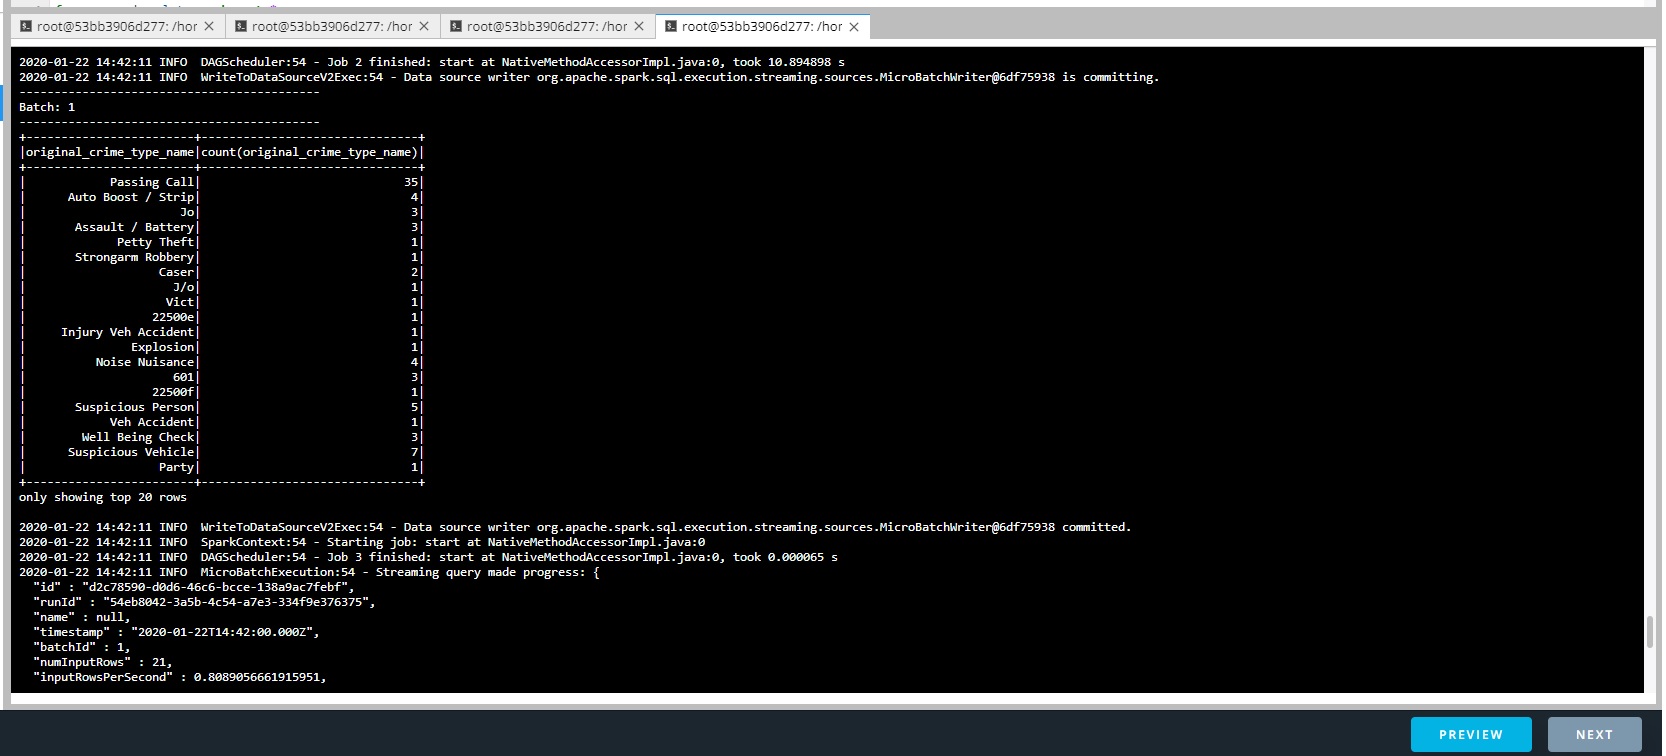 root@53bb3906d277: /hor × root@53bb3906d277: /hor × root@53bb3906d277: /hor × root@53bb3906d277: /hor ×
2020-01-22 14:42:11 INFO  DAGScheduler:54 - Job 2 finished: start at NativeMethodAccessorImpl.java:0, took 10.894898 s
2020-01-22 14:42:11 INFO  WriteToDataSourceV2Exec:54 - Data source writer org.apache.spark.sql.execution.streaming.sources.MicroBatchWriter@6df75938 is committing.
-------------------------------------------
Batch: 1
-------------------------------------------
+-------------------------+-------------------------------+
|original_crime_type_name|count(original_crime_type_name)|
+-------------------------+-------------------------------+
|            Passing Call|                             35|
|      Auto Boost / Strip|                              4|
|                      Jo|                              3|
|       Assault / Battery|                              3|
|             Petty Theft|                              1|
|       Strongarm Robbery|                              1|
|                   Caser|                              2|
|                     J/o|                              1|
|                    Vict|                              1|
|                  22500e|                              1|
|     Injury Veh Accident|                              1|
|               Explosion|                              1|
|          Noise Nuisance|                              4|
|                     601|                              3|
|                  22500f|                              1|
|       Suspicious Person|                              5|
|            Veh Accident|                              1|
|        Well Being Check|                              3|
|      Suspicious Vehicle|                              7|
|                   Party|                              1|
+-------------------------+-------------------------------+
only showing top 20 rows
2020-01-22 14:42:11 INFO  WriteToDataSourceV2Exec:54 - Data source writer org.apache.spark.sql.execution.streaming.sources.MicroBatchWriter@6df75938 committed.
2020-01-22 14:42:11 INFO  SparkContext:54 - Starting job: start at NativeMethodAccessorImpl.java:0
2020-01-22 14:42:11 INFO  DAGScheduler:54 - Job 3 finished: start at NativeMethodAccessorImpl.java:0, took 0.000065 s
2020-01-22 14:42:11 INFO  MicroBatchExecution:54 - Streaming query made progress: {
  "id" : "d2c78590-d0d6-46c6-bcce-138a9ac7febf",
  "runId" : "54eb8042-3a5b-4c54-a7e3-334f9e376375",
  "name" : null,
  "timestamp" : "2020-01-22T14:42:00.000Z",
  "batchId" : 1,
  "numInputRows" : 21,
  "inputRowsPerSecond" : 0.8089056661915951,
PREVIEW NEXT